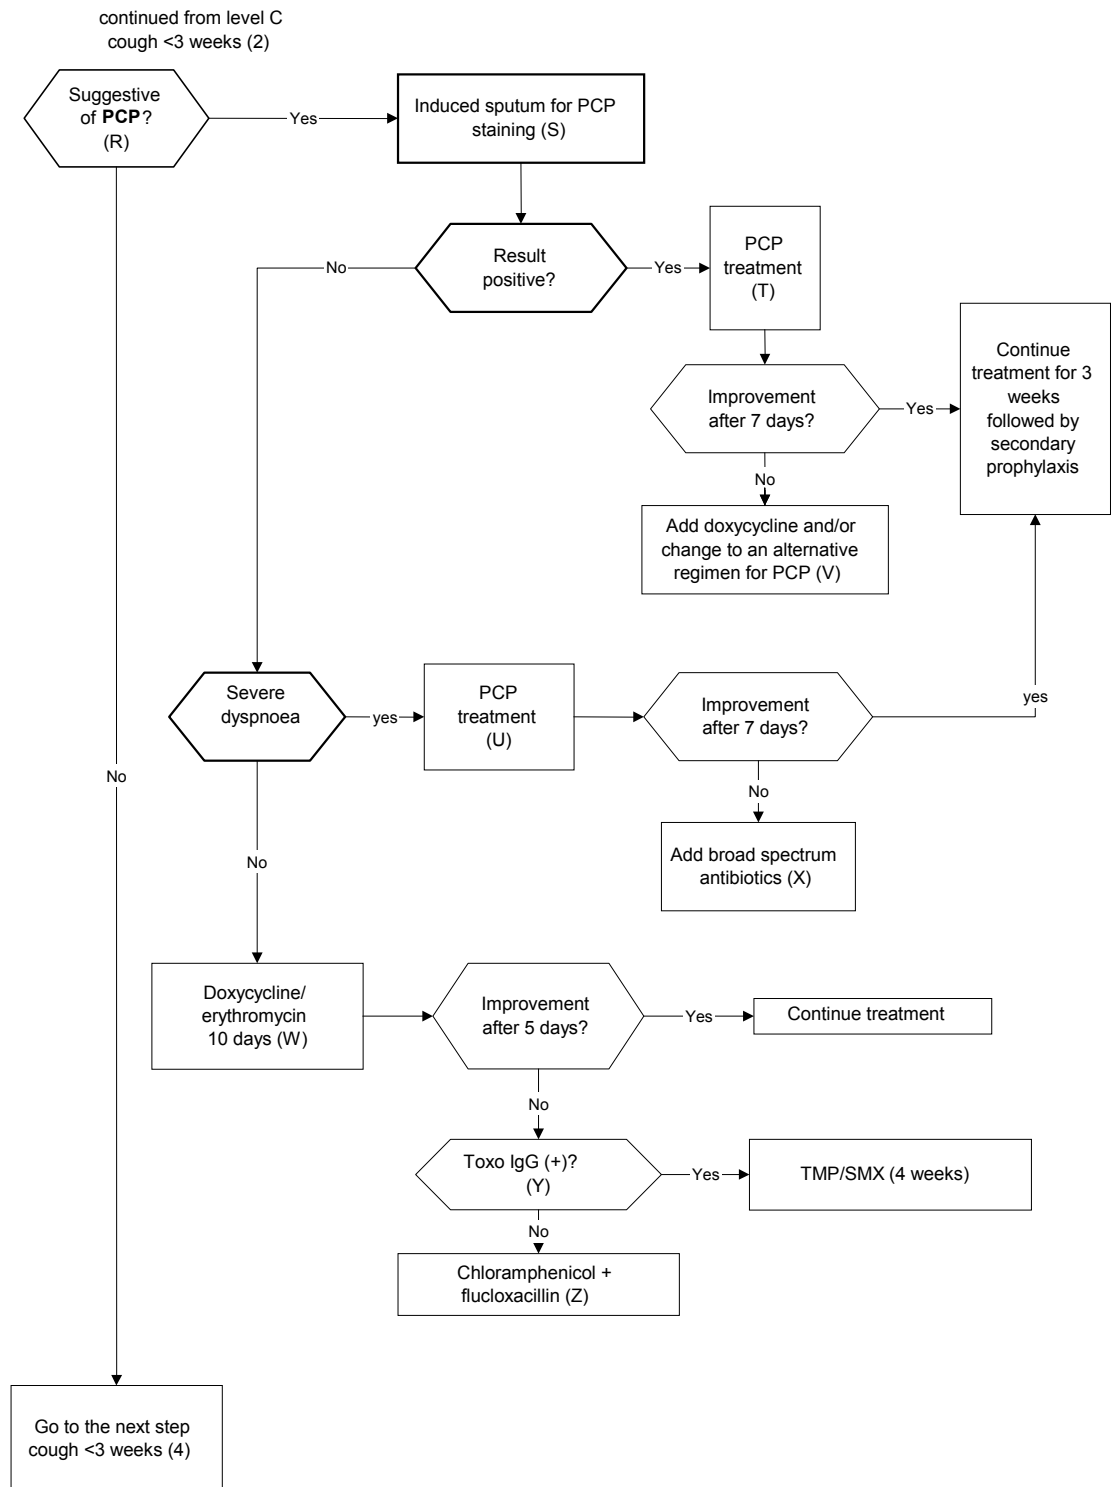 continued from level C
cough <3 weeks (2)
Suggestive
of PCP?
(R)
Yes
Induced sputum for PCP
staining (S)
Result
positive?
No
Yes
PCP
treatment
(T)
Improvement
after 7 days?
Yes
Continue
treatment for 3
weeks
followed by
secondary
prophylaxis
No
Add doxycycline and/or
change to an alternative
regimen for PCP (V)
Severe
dyspnoea
yes
PCP
treatment
(U)
Improvement
after 7 days?
yes
No
No
Add broad spectrum
antibiotics (X)
No
Doxycycline/
erythromycin
10 days (W)
Improvement
after 5 days?
Yes
Continue treatment
No
Toxo IgG (+)?
(Y)
Yes
TMP/SMX (4 weeks)
No
Chloramphenicol +
flucloxacillin (Z)
Go to the next step
cough <3 weeks (4)